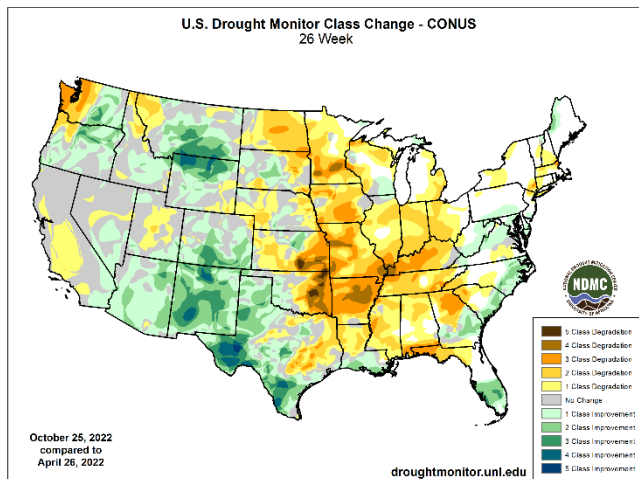 U.S. Drought Monitor Class Change - CONUS
26 Week
NDMC
5 Class Degradation
4 Class Degradation
3 Class Degradation
2 Class Degradation
1 Class Degradation
No Change
1 Class Improvement
2 Class Improvement
3 Class Improvement
4 Class Improvement
5 Class Improvement
October 25, 2022
compared to
April 26, 2022
droughtmonitor.unl.edu